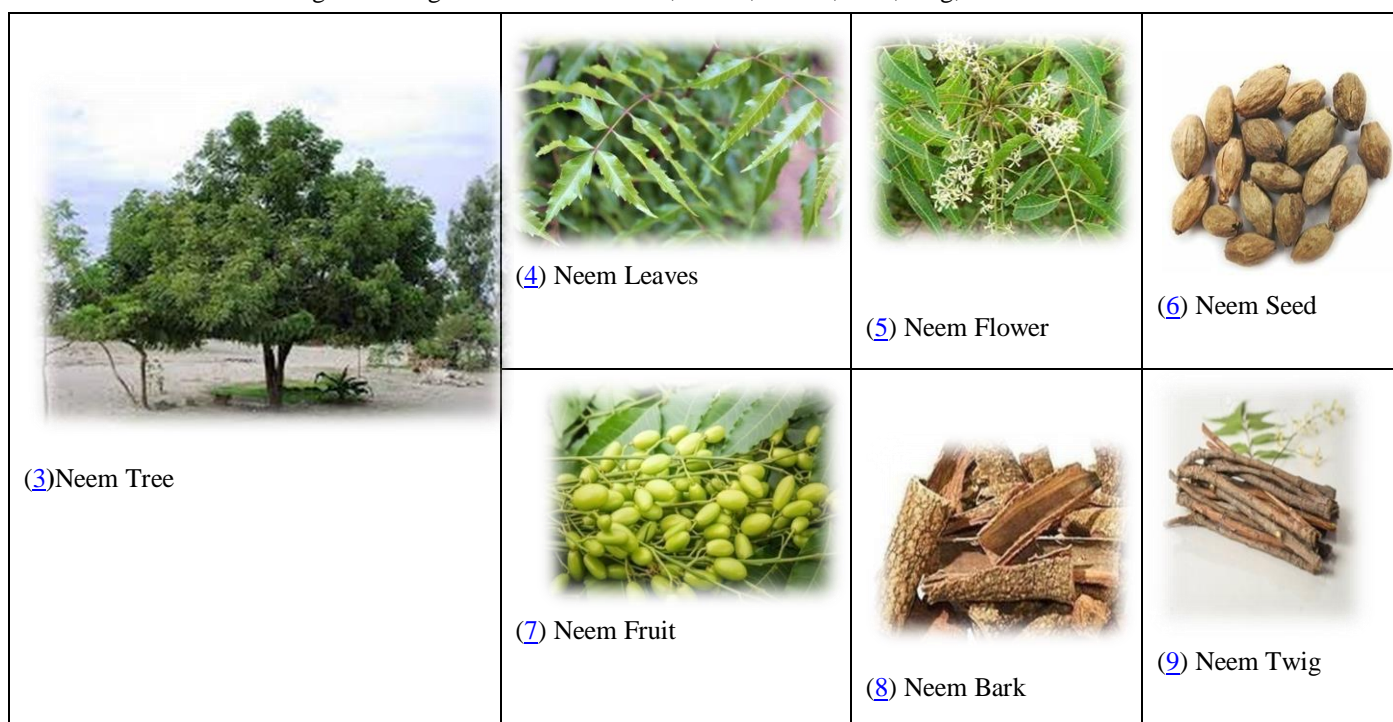 (3)Neem Tree
(4) Neem Leaves
(5) Neem Flower
(6) Neem Seed
(7) Neem Fruit
(8) Neem Bark
(9) Neem Twig